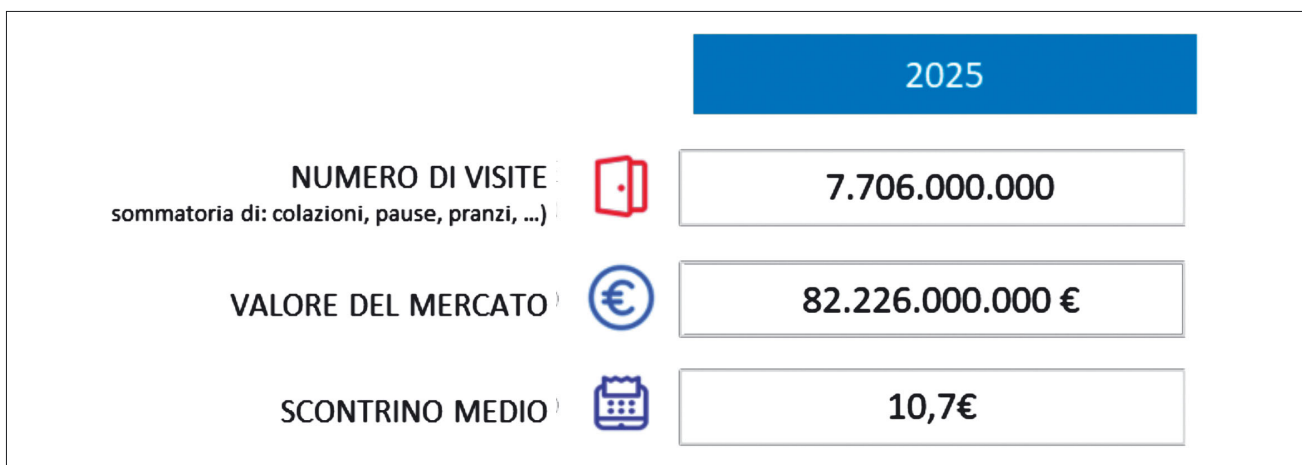 2025
NUMERO DI VISITE
sommatoria di: colazioni, pause, pranzi, ...)
7.706.000.000
VALORE DEL MERCATO
€
82.226.000.000 €
SCONTRINO MEDIO
10,7€